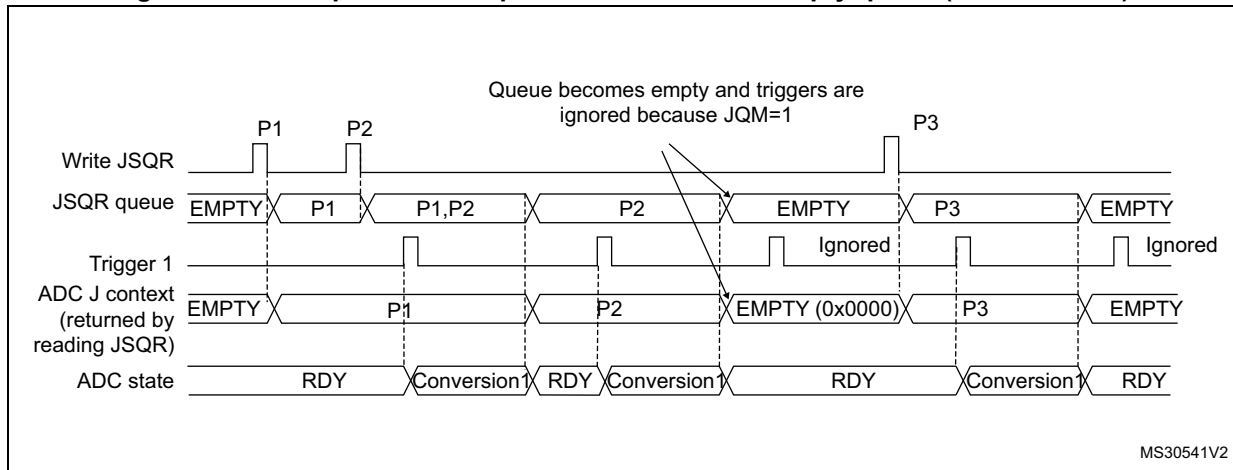 Queue becomes empty and triggers are
ignored because JQM=1
P1 P2 P3
Write JSQR
JSQR queue EMPTY P1 P1,P2 P2 EMPTY P3 EMPTY
Trigger 1 Ignored Ignored
ADC J context
(returned by
reading JSQR)
EMPTY P1 P2 EMPTY (0x0000) P3 EMPTY
ADC state RDY Conversion1 RDY Conversion1 RDY Conversion1 RDY
MS30541V2